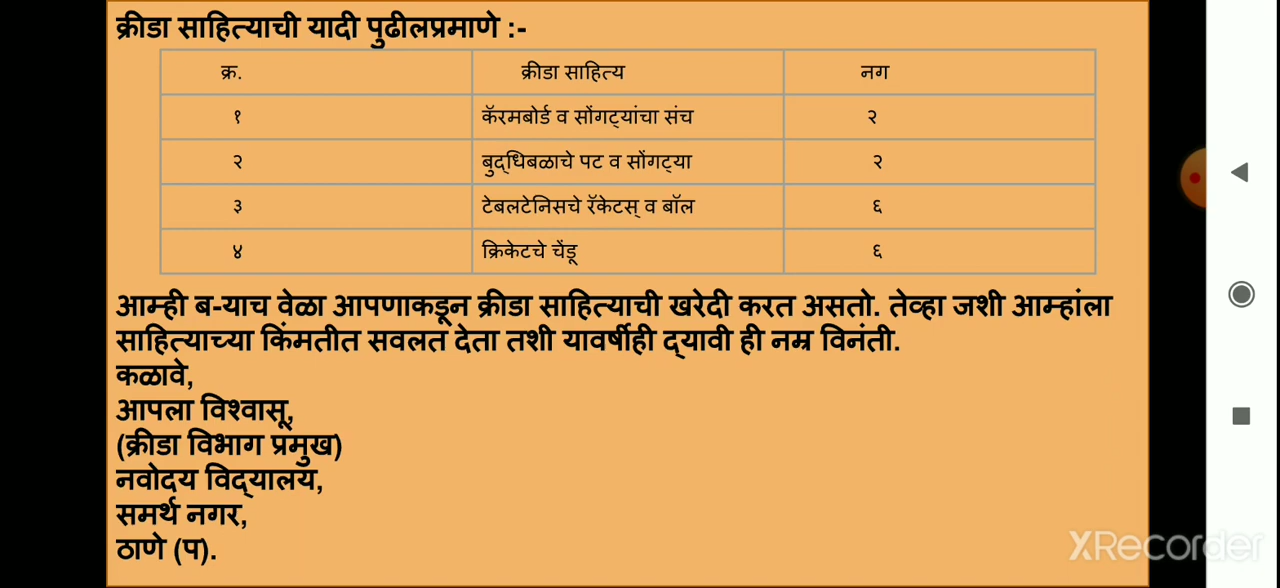 क्रीडा साहित्याची यादी पुढीलप्रमाणे :-
क्र. क्रीडा साहित्य नग
१ कॅरमबोर्ड व सोंगट्यांचा संच २
२ बुद्धिबळाचे पट व सोंगट्या २
३ टेबलटेनिसचे रॅकेटस् व बॉल ६
४ क्रिकेटचे चेंडू ६
आम्ही ब-याच वेळा आपणाकडून क्रीडा साहित्याची खरेदी करत असतो. तेव्हा जशी आम्हांला
साहित्याच्या किंमतीत सवलत देता तशी यावर्षीही द्यावी ही नम्र विनंती.
कळावे,
आपला विश्वासू,
(क्रीडा विभाग प्रमुख)
नवोदय विद्यालय,
समर्थ नगर,
ठाणे (प).
XRecorder